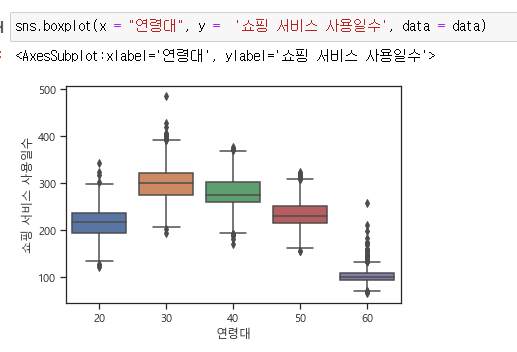 sns.boxplot(x = "연령대", y =  '쇼핑 서비스 사용일수', data = data)
<AxesSubplot:xlabel='연령대', ylabel='쇼핑 서비스 사용일수'>
500
400
300
200
100
쇼핑 서비스 사용일수
20 30 40 50 60
연령대